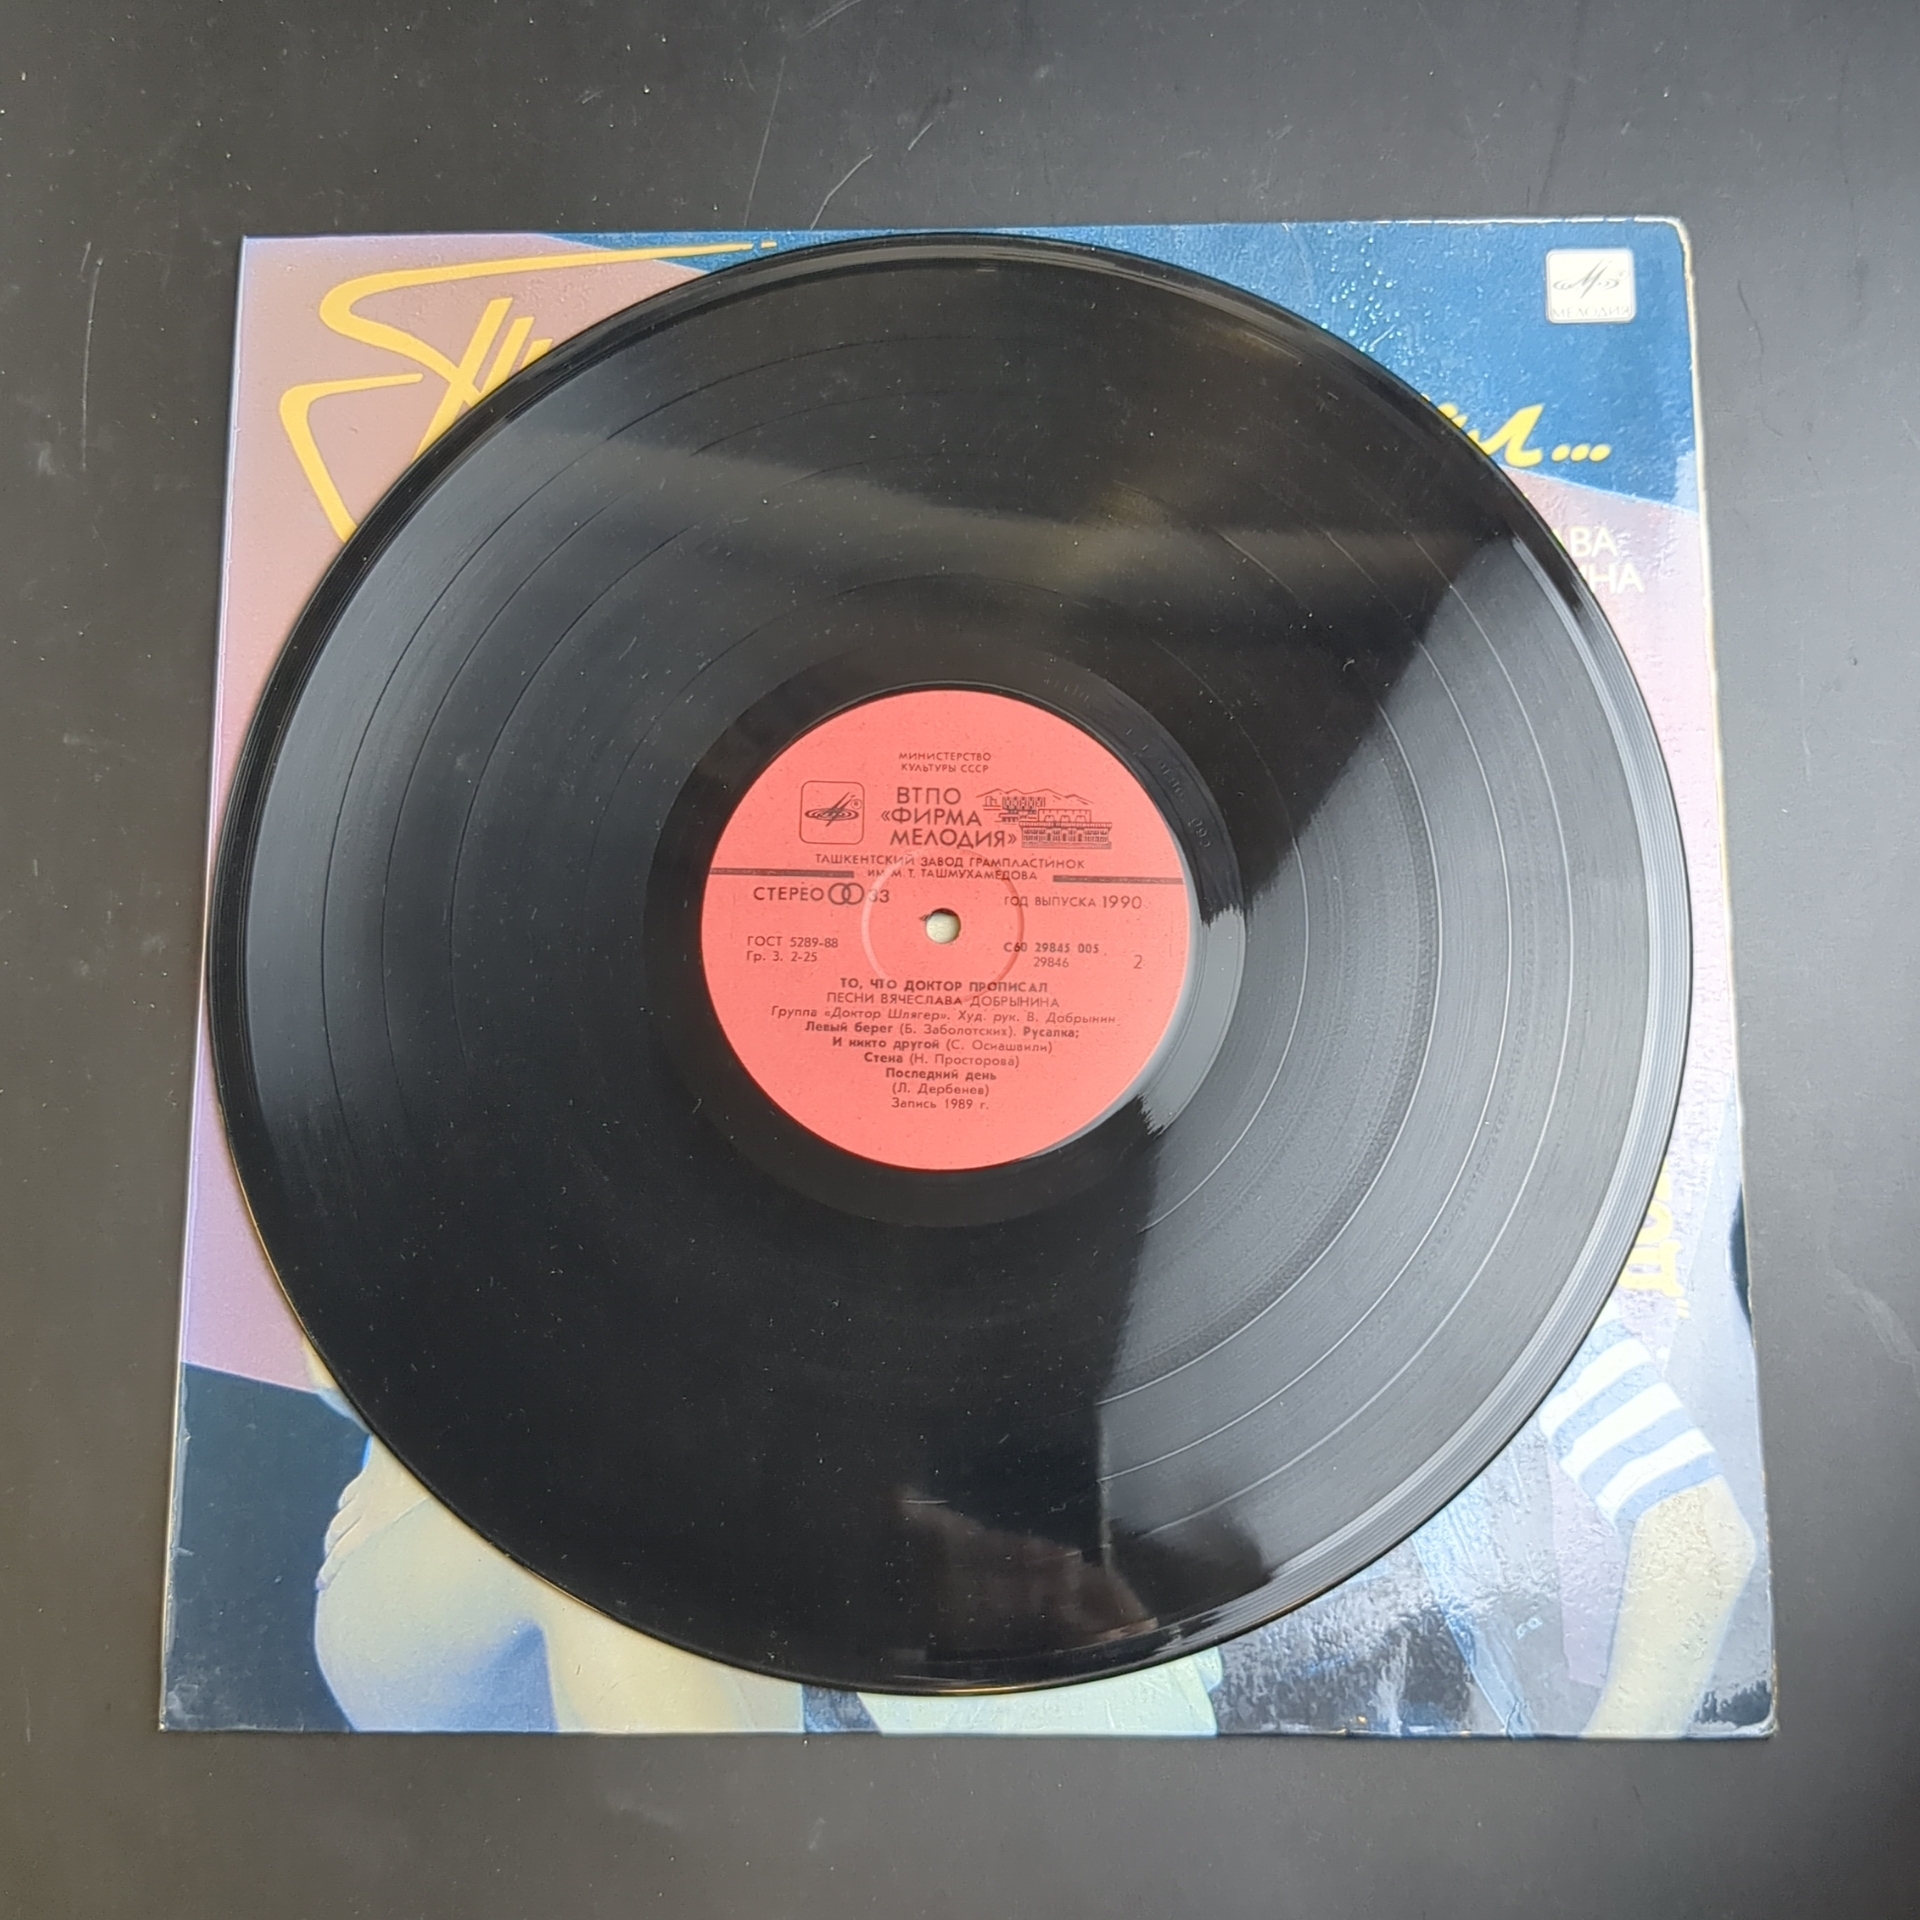 МЕЛОДИЯ
МИНИСТЕРСТВО
КУЛЬТУРЫ СССР
ВТПО
«ФИРМА
МЕЛОДИЯ»
ТАШКЕНТСКИЙ ЗАВОД ГРАМПЛАСТИНОК
ИМ. М. Т. ТАШМУХАМЕДОВА
СТЕРЕО 33 ГОД ВЫПУСКА 1990
ГОСТ 5289-88 С60 29845 005
Гр. 3. 2-25 29846 2
ТО, ЧТО ДОКТОР ПРОПИСАЛ
ПЕСНИ ВЯЧЕСЛАВА ДОБРЫНИНА
Группа «Доктор Шлягер». Худ. рук. В. Добрынин
Левый берег (Б. Заболотских). Русалка;
И никто другой (С. Осиашвили)
Стена (Н. Просторова)
Последний день
(Л. Дербенев)
Запись 1989 г.